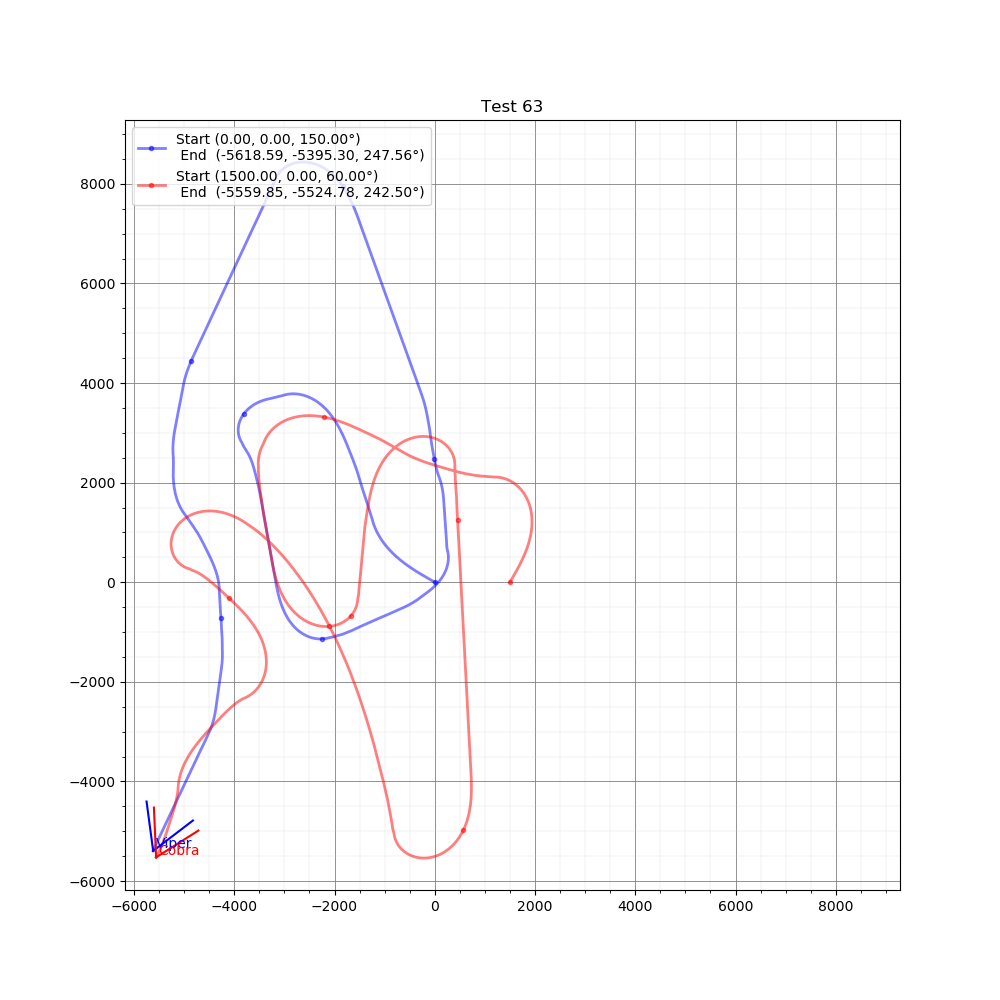 Test 63
Start (0.00, 0.00, 150.00°)
End  (-5618.59, -5395.30, 247.56°)
Start (1500.00, 0.00, 60.00°)
End  (-5559.85, -5524.78, 242.50°)
8000
6000
4000
2000
0
−2000
−4000
−6000
Viper
Cobra
−6000 −4000 −2000 0 2000 4000 6000 8000